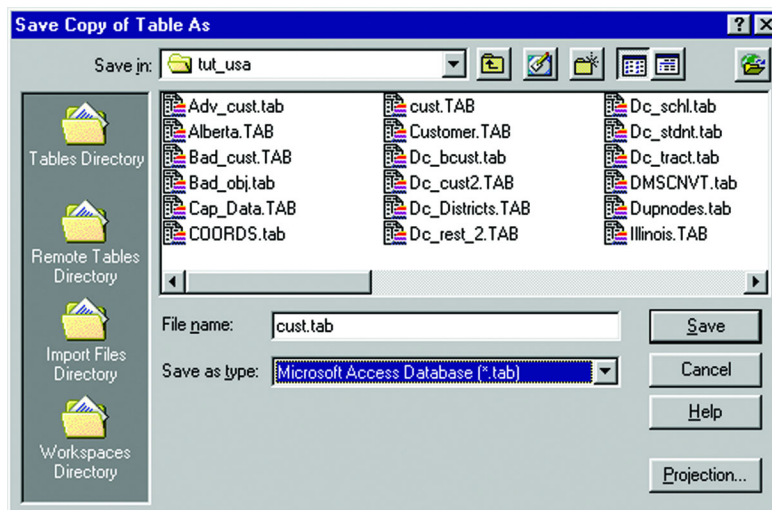 Save Copy of Table As
Save in: tut_usa
Tables Directory
Remote Tables
Directory
Import Files
Directory
Workspaces
Directory
Adv_cust.tab
Alberta.TAB
Bad_cust.TAB
Bad_obj.tab
Cap_Data.TAB
COORDS.tab
cust.TAB
Customer.TAB
Dc_bcust.tab
Dc_cust2.TAB
Dc_Districts.TAB
Dc_rest_2.TAB
Dc_schl.tab
Dc_stdnt.tab
Dc_tract.tab
DMSCNVT.tab
Dupnodes.tab
Illinois.TAB
File name: cust.tab
Save as type: Microsoft Access Database (*.tab)
Save
Cancel
Help
Projection...